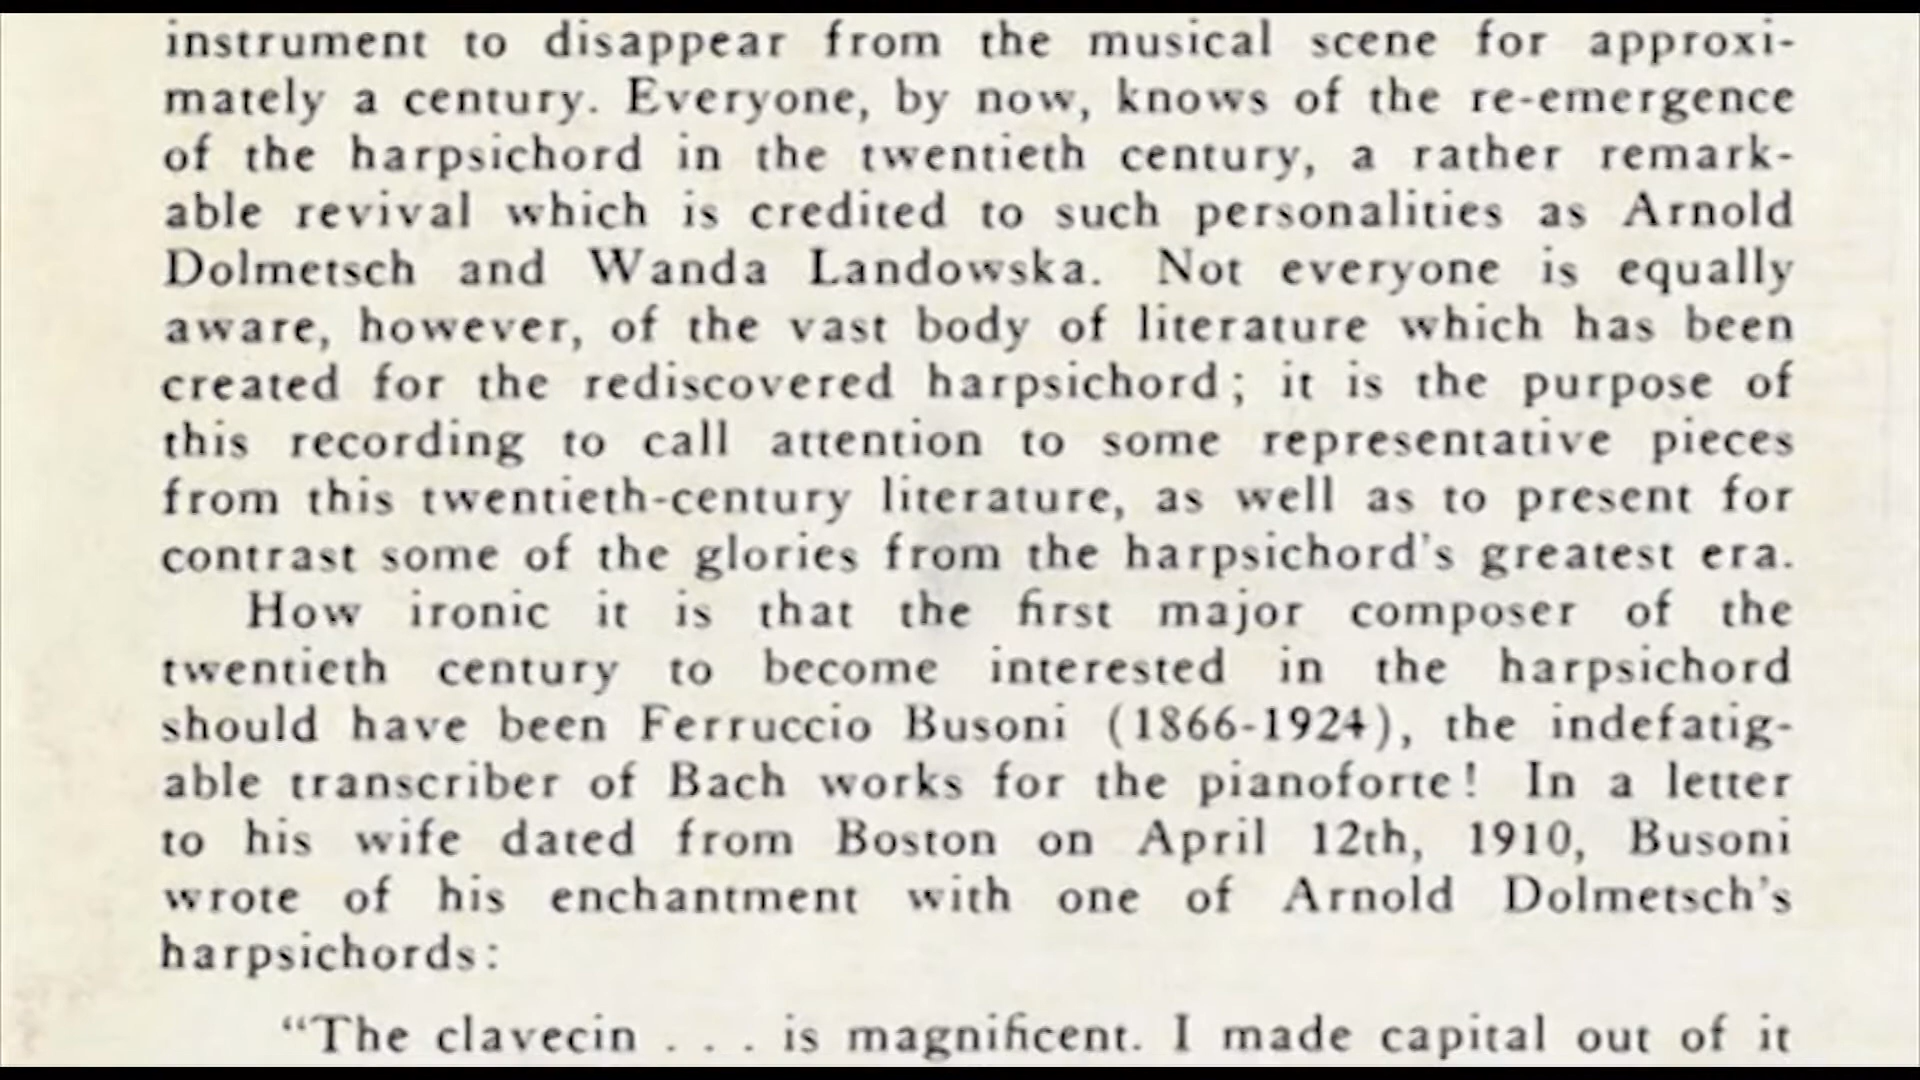 instrument to disappear from the musical scene for approxi-
mately a century. Everyone, by now, knows of the re-emergence
of the harpsichord in the twentieth century, a rather remark-
able revival which is credited to such personalities as Arnold
Dolmetsch and Wanda Landowska. Not everyone is equally
aware, however, of the vast body of literature which has been
created for the rediscovered harpsichord; it is the purpose of
this recording to call attention to some representative pieces
from this twentieth-century literature, as well as to present for
contrast some of the glories from the harpsichord's greatest era.
How ironic it is that the first major composer of the
twentieth century to become interested in the harpsichord
should have been Ferruccio Busoni (1866-1924), the indefatig-
able transcriber of Bach works for the pianoforte! In a letter
to his wife dated from Boston on April 12th, 1910, Busoni
wrote of his enchantment with one of Arnold Dolmetsch's
harpsichords:
“The clavecin . . . is magnificent. I made capital out of it